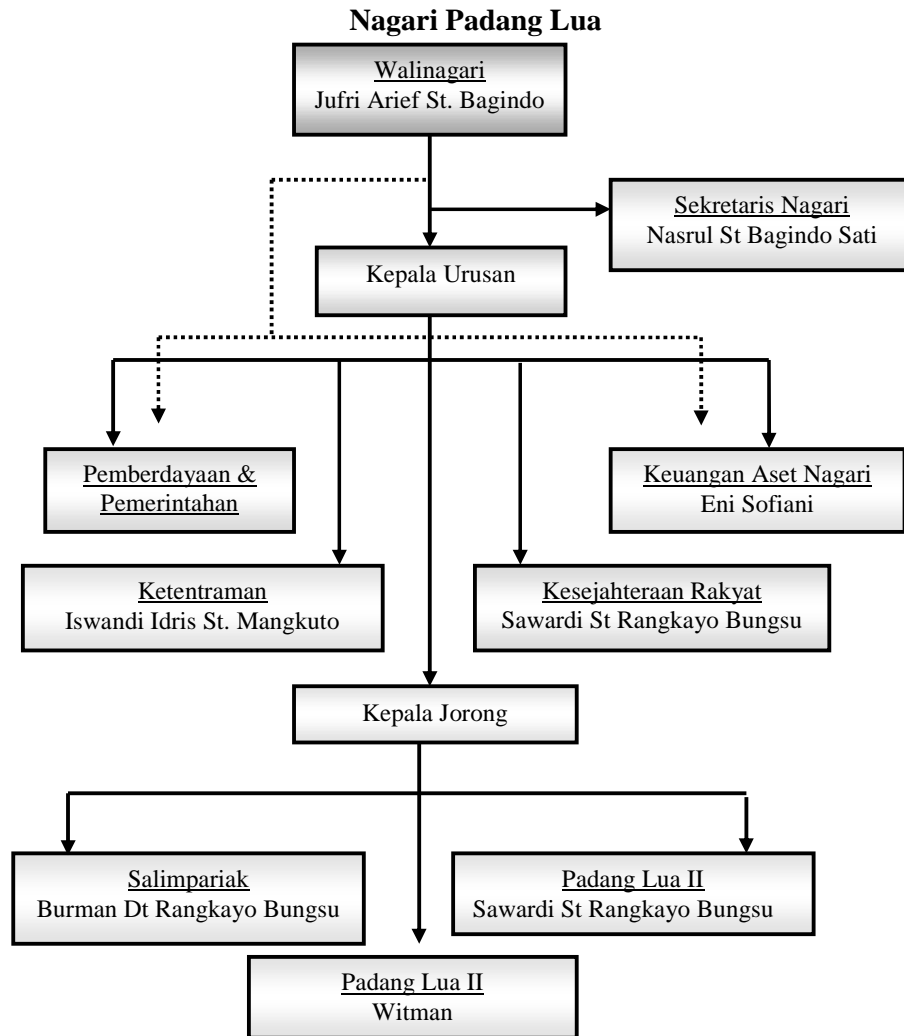 Nagari Padang Lua
Walinagari
Jufri Arief St. Bagindo
Sekretaris Nagari
Nasrul St Bagindo Sati
Kepala Urusan
Pemberdayaan &
Pemerintahan
Keuangan Aset Nagari
Eni Sofiani
Ketentraman
Iswandi Idris St. Mangkuto
Kesejahteraan Rakyat
Sawardi St Rangkayo Bungsu
Kepala Jorong
Salimpariak
Burman Dt Rangkayo Bungsu
Padang Lua II
Sawardi St Rangkayo Bungsu
Padang Lua II
Witman